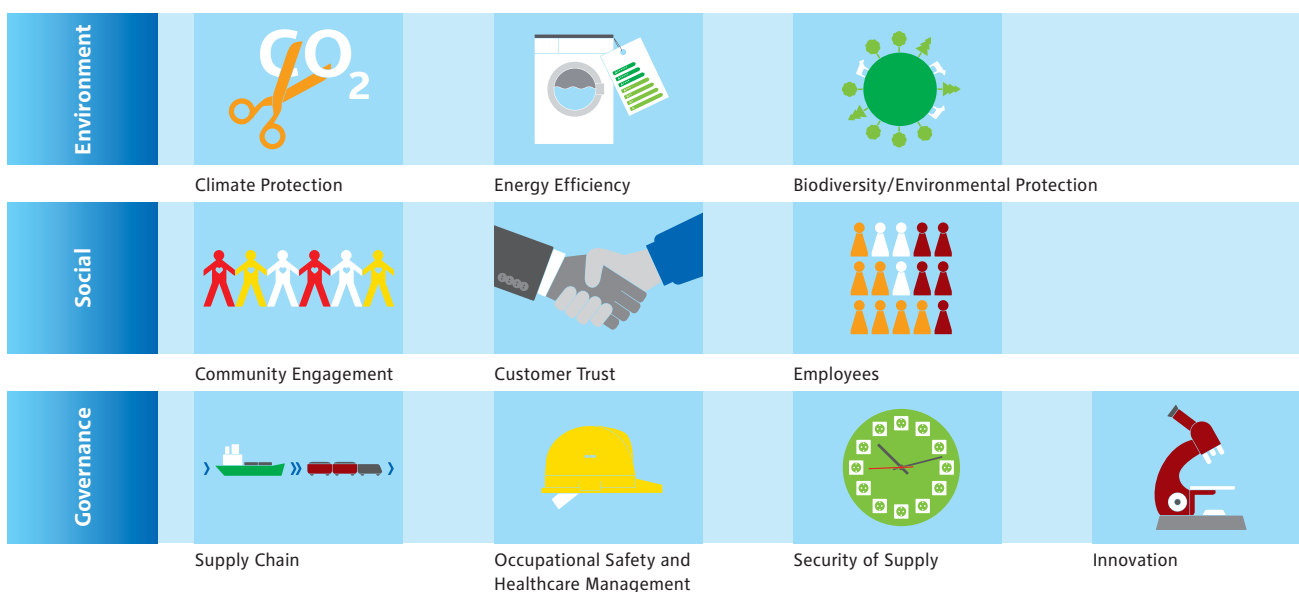 Environment
CO2
Climate Protection
Energy Efficiency
Biodiversity/Environmental Protection
Social
Community Engagement
Customer Trust
Employees
Governance
Supply Chain
Occupational Safety and
Healthcare Management
Security of Supply
Innovation